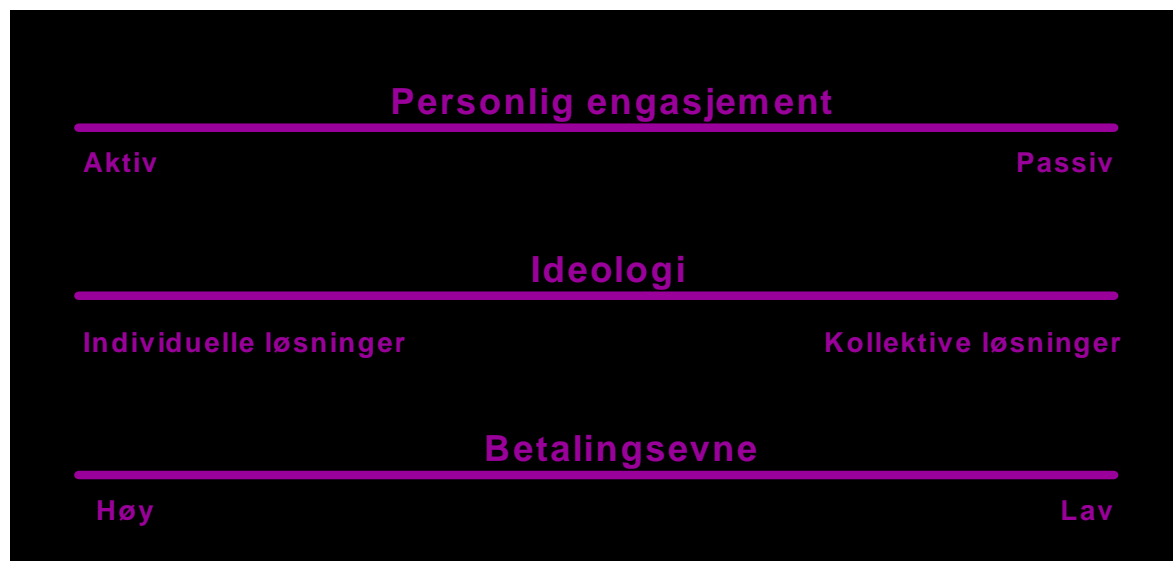 Personlig engasjement
Aktiv Passiv
Ideologi
Individuelle løsninger Kollektive løsninger
Betalingsevne
Høy Lav